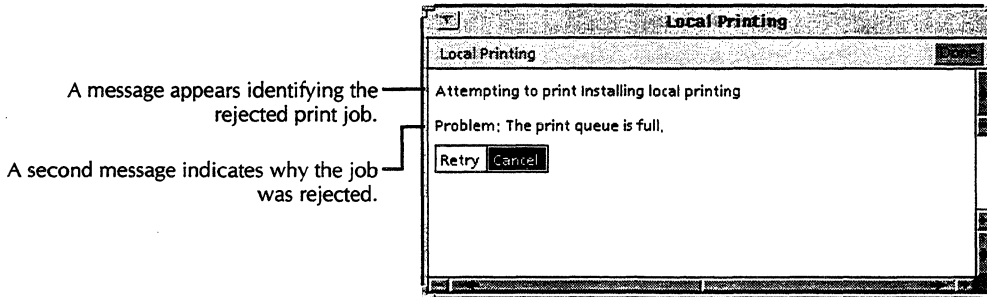 Local Printing
Local Printing
Done
A message appears identifying the
rejected print job.
Attempting to print Installing local printing
Problem: The print queue is full.
Retry Cancel
A second message indicates why the job
was rejected.